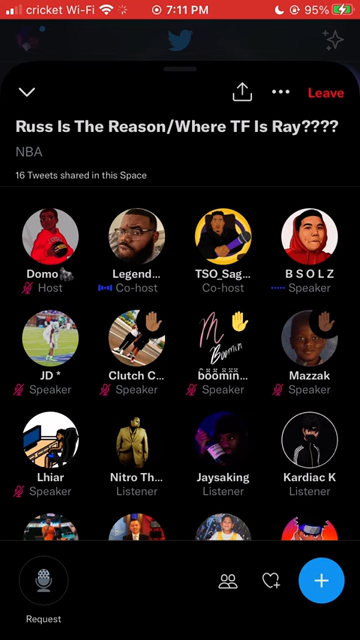 cricket Wi-Fi 7:11 PM 95%
Leave
Russ Is The Reason/Where TF Is Ray????
NBA
16 Tweets shared in this Space
Domo Legend... TSO_Sag... B S O L Z
Host Co-host Co-host Speaker
JD * Clutch C... boomin... Mazzak
Speaker Speaker Speaker Speaker
Lhiar Nitro Th... Jaysaking Kardiac K
Speaker Listener Listener Listener
Request